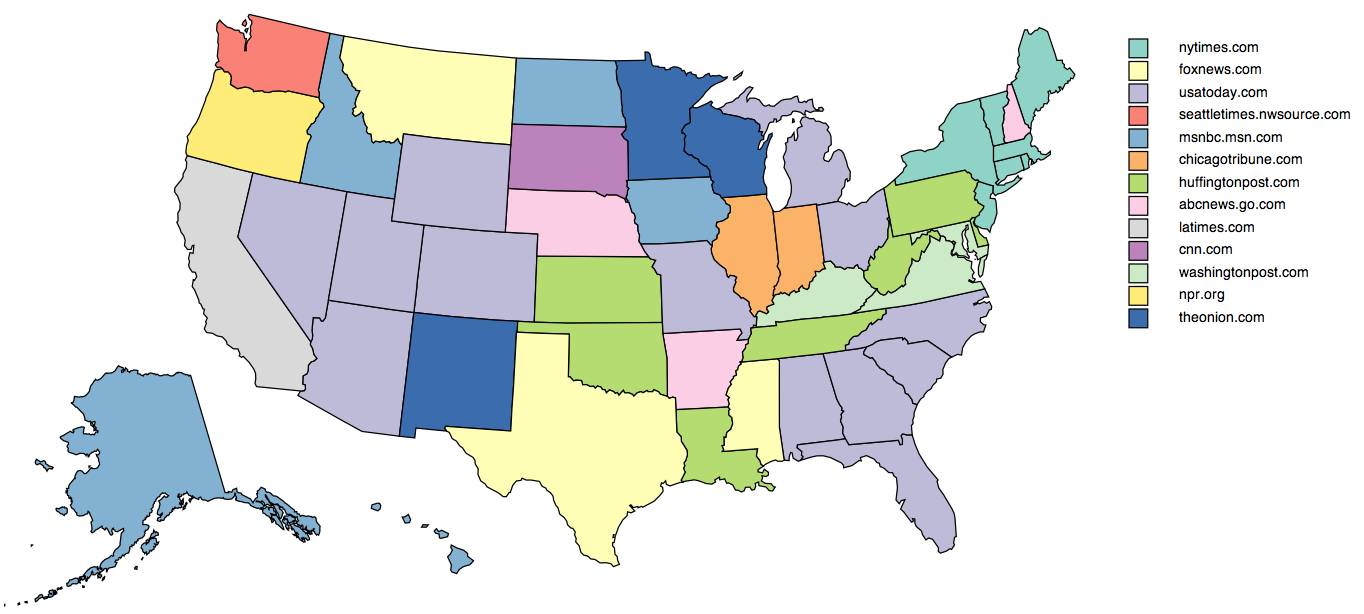 nytimes.com
foxnews.com
usatoday.com
seattletimes.nwsource.com
msnbc.msn.com
chicagotribune.com
huffingtonpost.com
abcnews.go.com
latimes.com
cnn.com
washingtonpost.com
npr.org
theonion.com